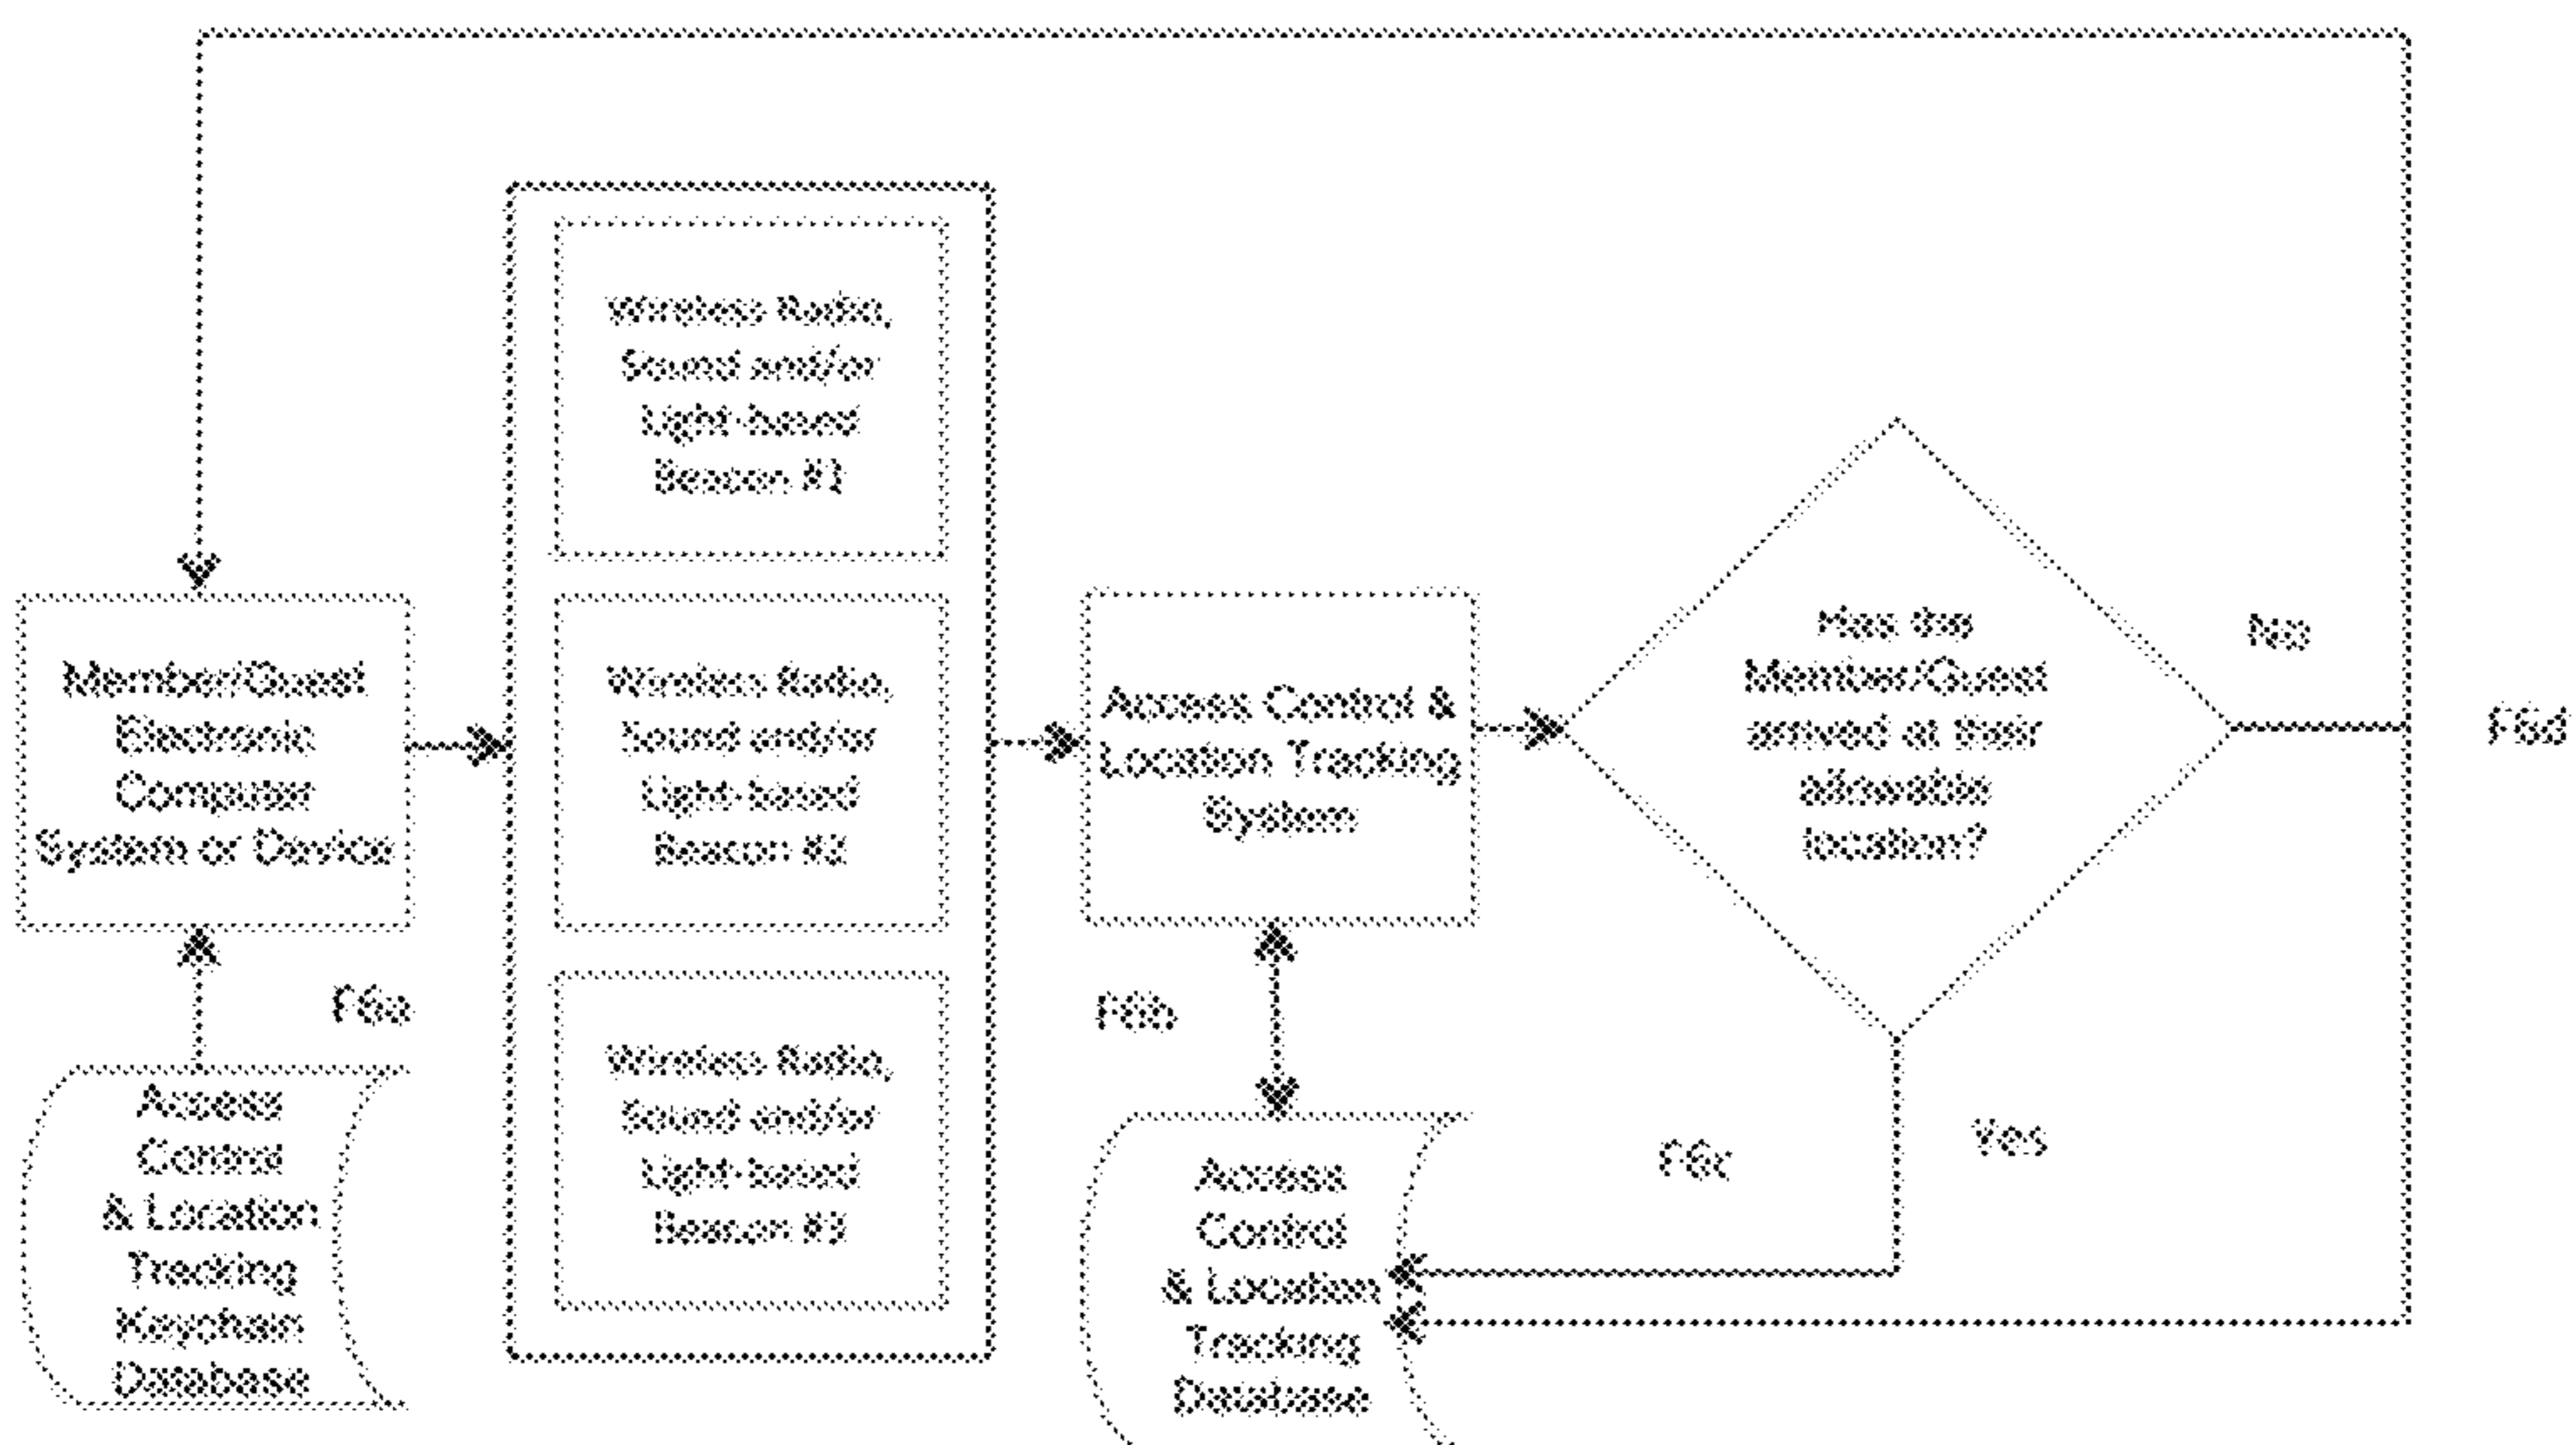 Member/Guest
Electronic
Computer
System or Device
F6a
Access
Control
& Location
Tracking
Keychain
Database
Wireless Radio,
Sound and/or
Light-based
Beacon #1
Wireless Radio,
Sound and/or
Light-based
Beacon #2
Wireless Radio,
Sound and/or
Light-based
Beacon #3
Access Control &
Location Tracking
System
F6b
Access
Control
& Location
Tracking
Database
Has the
Member/Guest
arrived at their
allowable
location?
No
F6d
Yes
F6c